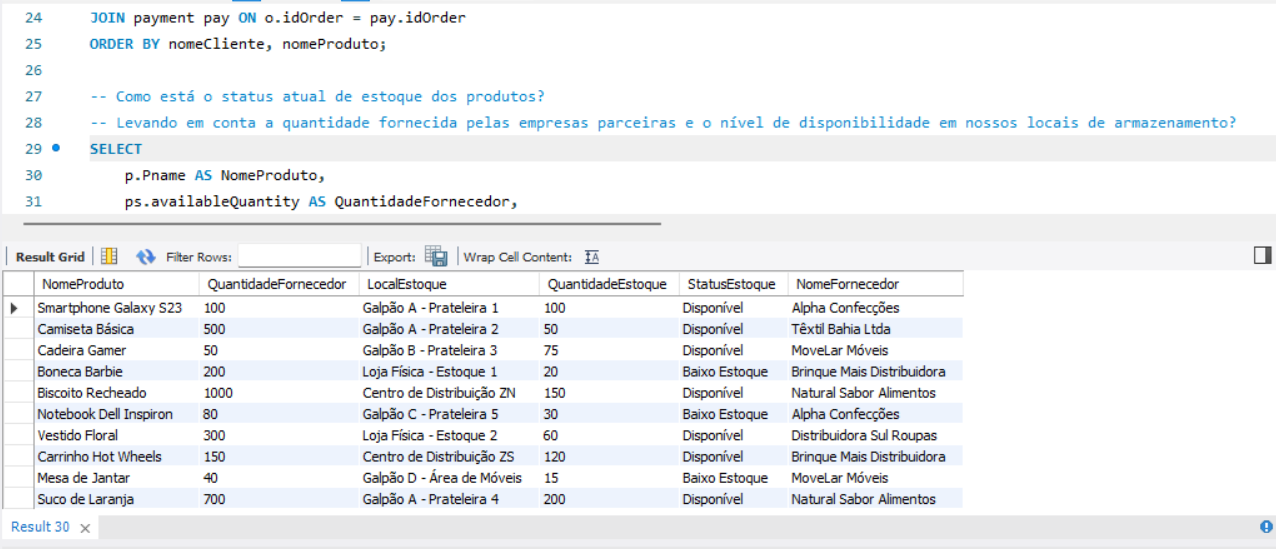 24 JOIN payment pay ON o.idOrder = pay.idOrder
25 ORDER BY nomeCliente, nomeProduto;
26
27 -- Como está o status atual de estoque dos produtos?
28 -- Levando em conta a quantidade fornecida pelas empresas parceiras e o nível de disponibilidade em nossos locais de armazenamento?
29 SELECT
30 p.Pname AS NomeProduto,
31 ps.availableQuantity AS QuantidadeFornecedor,
Result Grid Filter Rows: Export: Wrap Cell Content: IA
NomeProduto QuantidadeFornecedor LocalEstoque QuantidadeEstoque StatusEstoque NomeFornecedor
Smartphone Galaxy S23 100 Galpão A - Prateleira 1 100 Disponível Alpha Confecções
Camiseta Básica 500 Galpão A - Prateleira 2 50 Disponível Têxtil Bahia Ltda
Cadeira Gamer 50 Galpão B - Prateleira 3 75 Disponível MoveLar Móveis
Boneca Barbie 200 Loja Física - Estoque 1 20 Baixo Estoque Brinque Mais Distribuidora
Biscoito Recheado 1000 Centro de Distribuição ZN 150 Disponível Natural Sabor Alimentos
Notebook Dell Inspiron 80 Galpão C - Prateleira 5 30 Baixo Estoque Alpha Confecções
Vestido Floral 300 Loja Física - Estoque 2 60 Disponível Distribuidora Sul Roupas
Carrinho Hot Wheels 150 Centro de Distribuição ZS 120 Disponível Brinque Mais Distribuidora
Mesa de Jantar 40 Galpão D - Área de Móveis 15 Baixo Estoque MoveLar Móveis
Suco de Laranja 700 Galpão A - Prateleira 4 200 Disponível Natural Sabor Alimentos
Result 30